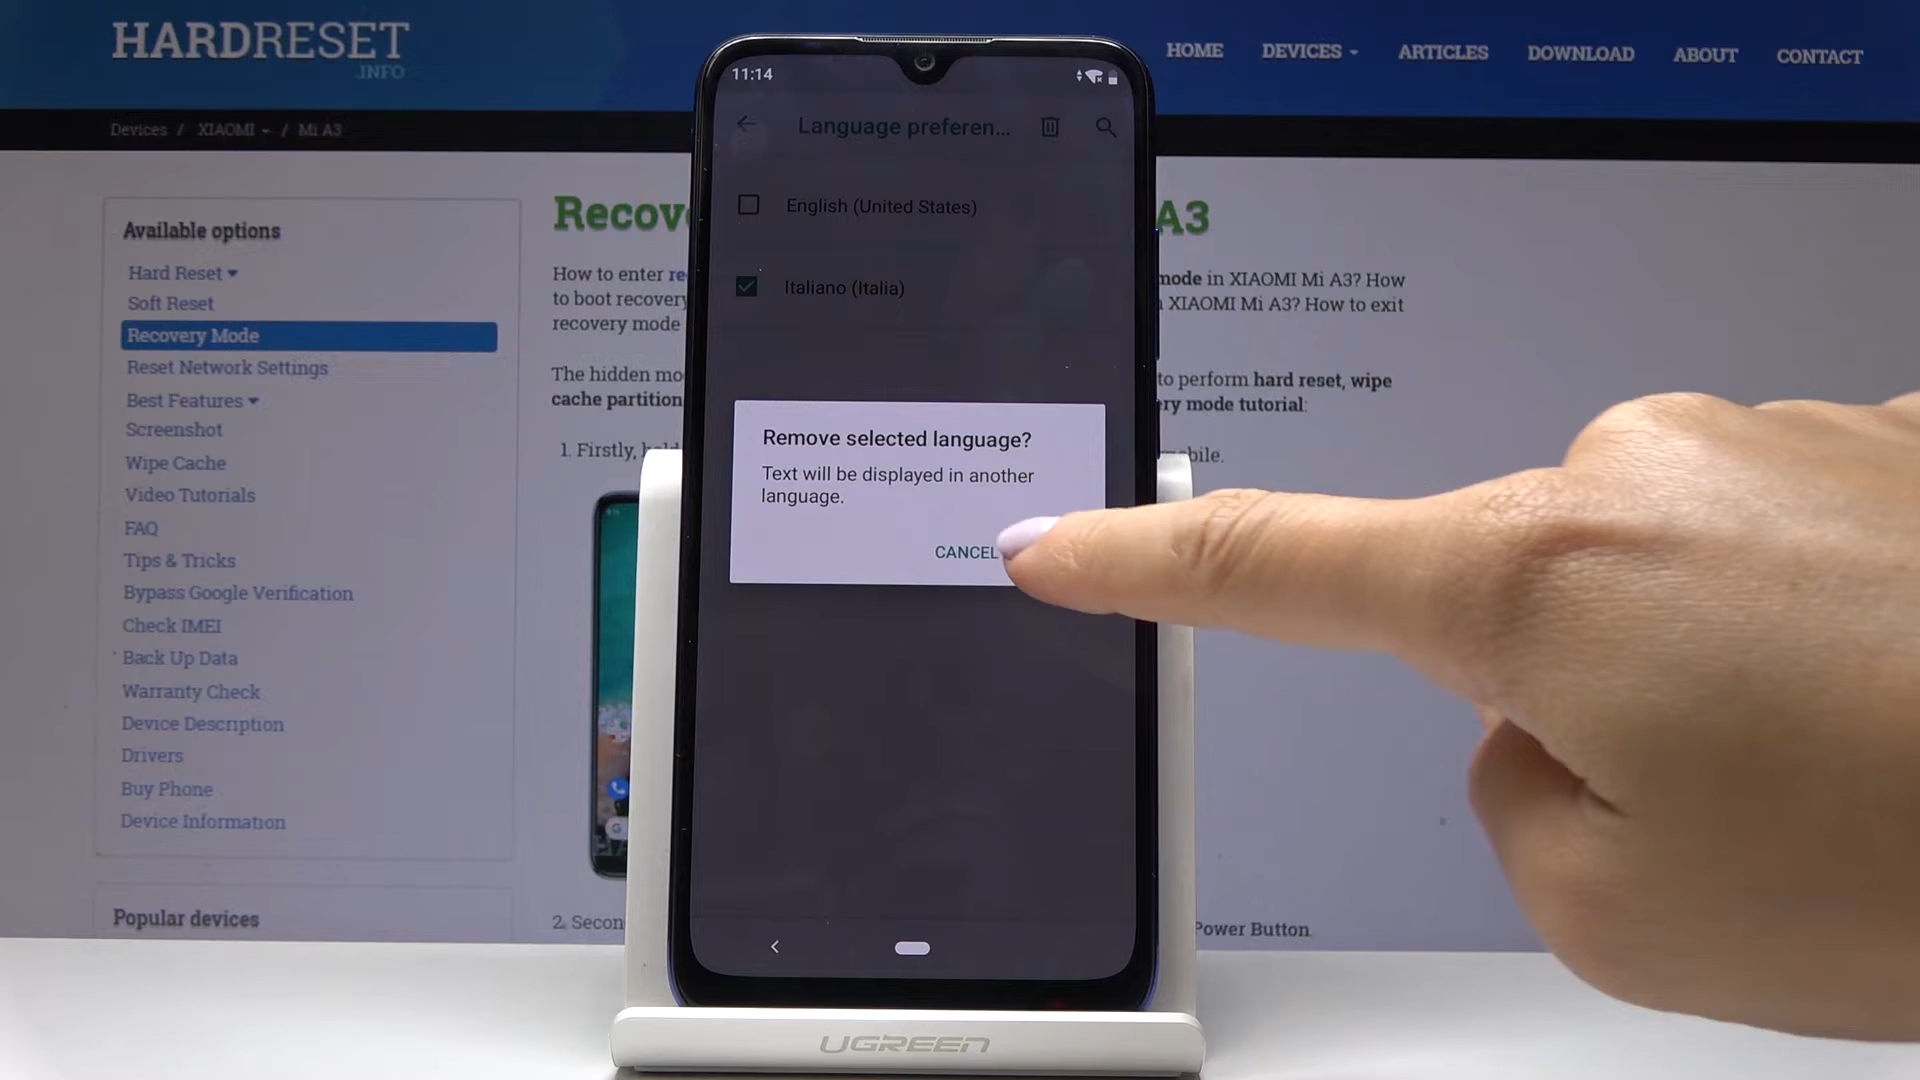 HARDRESET
.INFO
HOME DEVICES ARTICLES DOWNLOAD ABOUT CONTACT
Devices / XIAOMI / Mi A3
Available options
Hard Reset
Soft Reset
Recovery Mode
Reset Network Settings
Best Features
Screenshot
Wipe Cache
Video Tutorials
FAQ
Tips & Tricks
Bypass Google Verification
Check IMEI
Back Up Data
Warranty Check
Device Description
Drivers
Buy Phone
Device Information
Popular devices
A3
How to enter mode in XIAOMI Mi A3? How
to boot recovery XIAOMI Mi A3? How to exit
recovery mode
The hidden to perform hard reset, wipe
cache partition mode tutorial:
1. Firstly,
2. Power Button
11:14
Language preferen...
English (United States)
Italiano (Italia)
Remove selected language?
Text will be displayed in another
language.
CANCEL
UGREEN